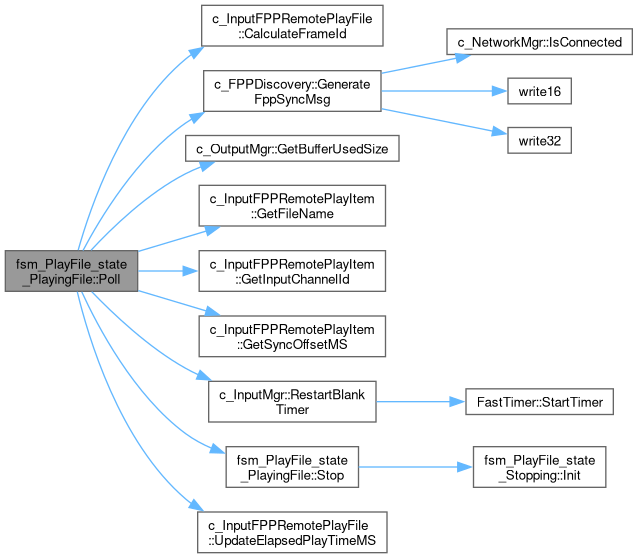 fsm_PlayFile_state
_PlayingFile::Poll
c_InputFPPRemotePlayFile
::CalculateFrameId
c_FPPDiscovery::Generate
FppSyncMsg
c_NetworkMgr::IsConnected
write16
write32
c_OutputMgr::GetBufferUsedSize
c_InputFPPRemotePlayItem
::GetFileName
c_InputFPPRemotePlayItem
::GetInputChannelId
c_InputFPPRemotePlayItem
::GetSyncOffsetMS
c_InputMgr::RestartBlank
Timer
FastTimer::StartTimer
fsm_PlayFile_state
_PlayingFile::Stop
fsm_PlayFile_state
_Stopping::Init
c_InputFPPRemotePlayFile
::UpdateElapsedPlayTimeMS